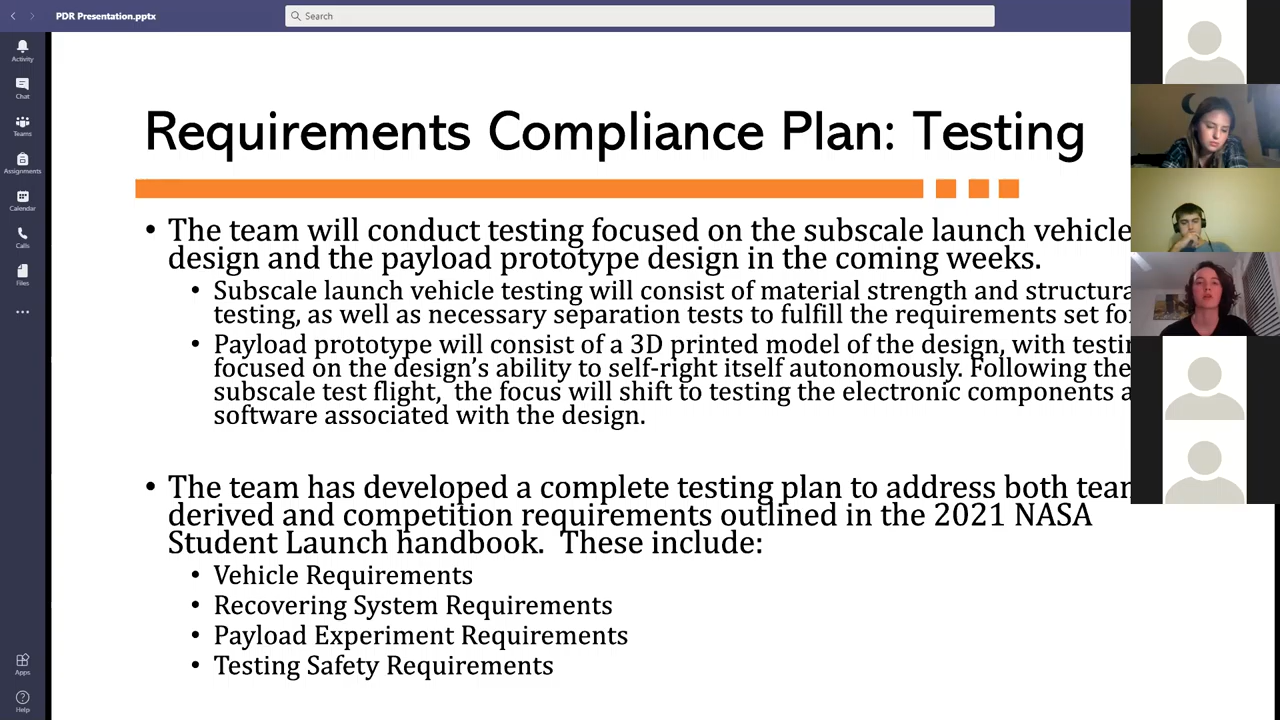 PDR Presentation.pptx
Search
Activity
Chat
Teams
Assignments
Calendar
Calls
Files
Apps
Help
Requirements Compliance Plan: Testing
• The team will conduct testing focused on the subscale launch vehicle
design and the payload prototype design in the coming weeks.
• Subscale launch vehicle testing will consist of material strength and
testing, as well as necessary separation tests to fulfill the requirements set
• Payload prototype will consist of a 3D printed model of the design, with
focused on the design's ability to self-right itself autonomously. Following the
subscale test flight, the focus will shift to testing the electronic components
software associated with the design.
• The team has developed a complete testing plan to address both
derived and competition requirements outlined in the 2021 NASA
Student Launch handbook. These include:
• Vehicle Requirements
• Recovering System Requirements
• Payload Experiment Requirements
• Testing Safety Requirements